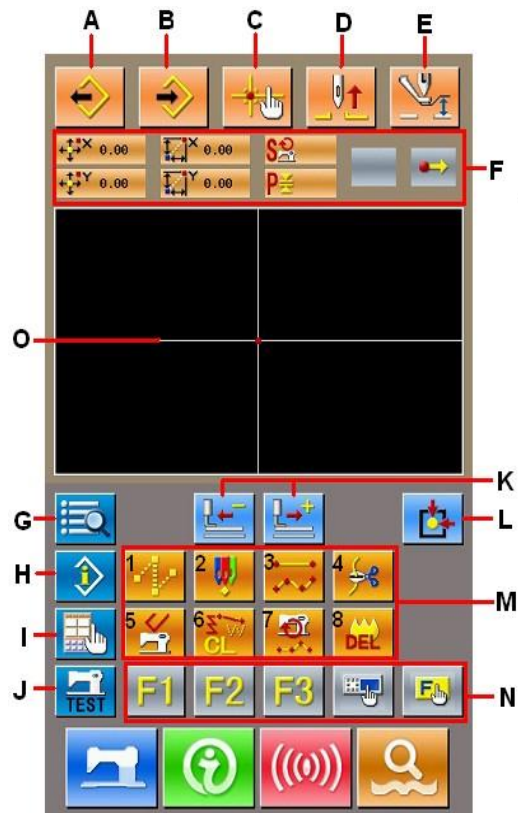 A B C D E
X 0.00 X 0.00 S
F
Y 0.00 Y 0.00 P
O
K
G L
H 1 2 3 4
M
I 5 6 CL 7 8 DEL
J TEST F1 F2 F3 F N